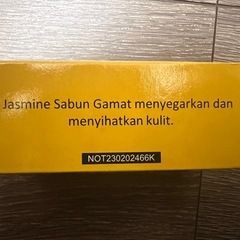 Jasmine Sabun Gamat menyegarkan dan
menyihatkan kulit.
NOT230202466K